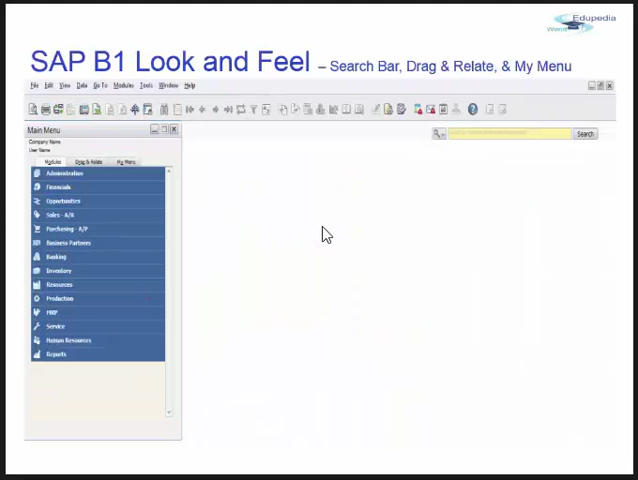 Edupedia
World
SAP B1 Look and Feel – Search Bar, Drag & Relate, & My Menu
File Edit View Data Go To Modules Tools Window Help
Main Menu
Company Name
User Name
Modules Drag & Relate My Menu
Administration
Financials
Opportunities
Sales - A/R
Purchasing - A/P
Business Partners
Banking
Inventory
Resources
Production
MRP
Service
Human Resources
Reports
Search